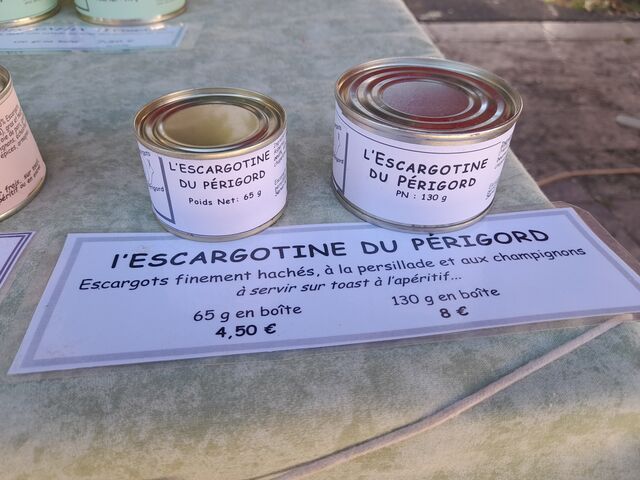 L'ESCARGOTINE
DU PÉRIGORD
Poids Net: 65 g
L'ESCARGOTINE
DU PÉRIGORD
PN : 130 g
l'ESCARGOTINE DU PÉRIGORD
Escargots finement hachés, à la persillade et aux champignons
à servir sur toast à l'apéritif...
65 g en boîte
4,50 €
130 g en boîte
8 €